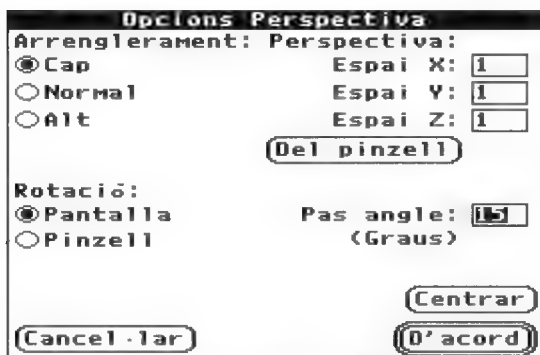 Opcions Perspectiva
Arrenglerament: Perspectiva:
Cap Espai X: 1
Normal Espai Y: 1
Alt Espai Z: 1
Del pinzell
Rotació:
Pantalla Pas angle:
Pinzell (Graus)
Centrar
Cancel·lar D'acord